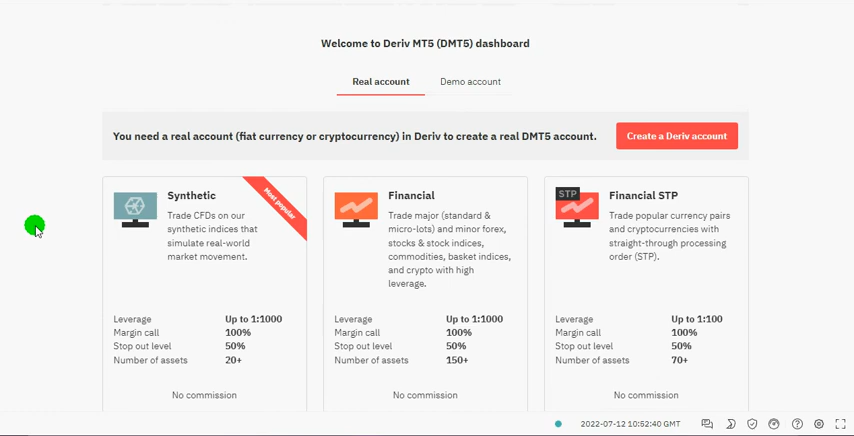 Welcome to Deriv MT5 (DMT5) dashboard
Real account
Demo account
You need a real account (fiat currency or cryptocurrency) in Deriv to create a real DMT5 account.
Create a Deriv account
Most popular
Synthetic
Trade CFDs on our
synthetic indices that
simulate real-world
market movement.
Leverage Up to 1:1000
Margin call 100%
Stop out level 50%
Number of assets 20+
No commission
Financial
Trade major (standard &
micro-lots) and minor forex,
stocks & stock indices,
commodities, basket indices,
and crypto with high
leverage.
Leverage Up to 1:1000
Margin call 100%
Stop out level 50%
Number of assets 150+
No commission
STP
Financial STP
Trade popular currency pairs
and cryptocurrencies with
straight-through processing
order (STP).
Leverage Up to 1:100
Margin call 100%
Stop out level 50%
Number of assets 70+
No commission
2022-07-12 10:52:40 GMT